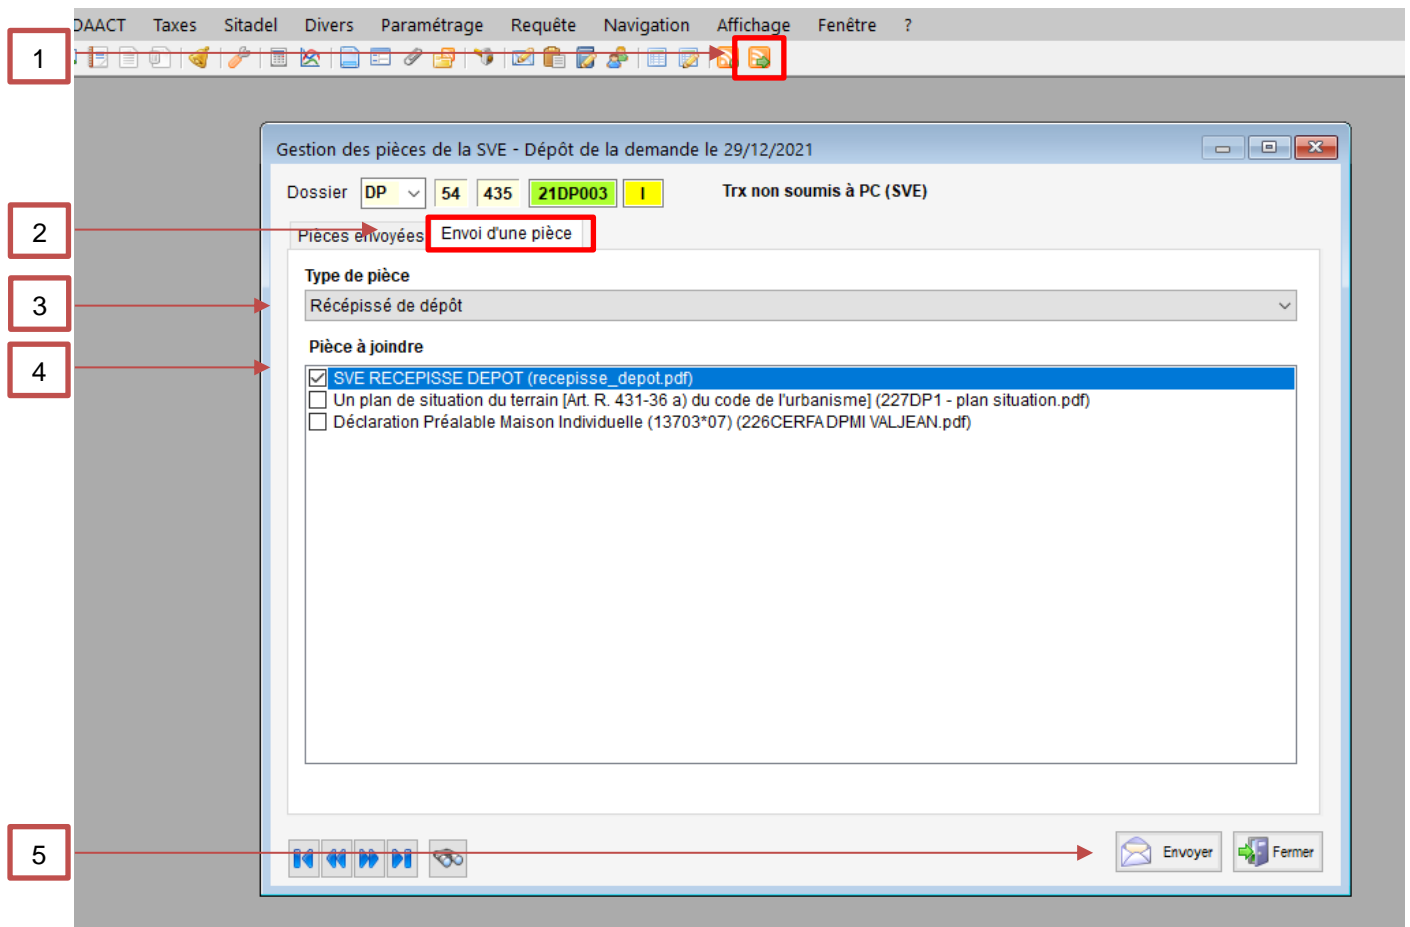 DAACT Taxes Sitadel Divers Paramétrage Requête Navigation Affichage Fenêtre ?
1
Gestion des pièces de la SVE - Dépôt de la demande le 29/12/2021
Dossier DP 54 435 21DP003 I Trx non soumis à PC (SVE)
2
Pièces envoyées Envoi d'une pièce
Type de pièce
3
Récépissé de dépôt
Pièce à joindre
4
SVE RECEPISSE DEPOT (recepisse_depot.pdf)
Un plan de situation du terrain [Art. R. 431-36 a) du code de l'urbanisme] (227DP1 - plan situation.pdf)
Déclaration Préalable Maison Individuelle (13703*07) (226CERFA DPMI VALJEAN.pdf)
5
Envoyer Fermer